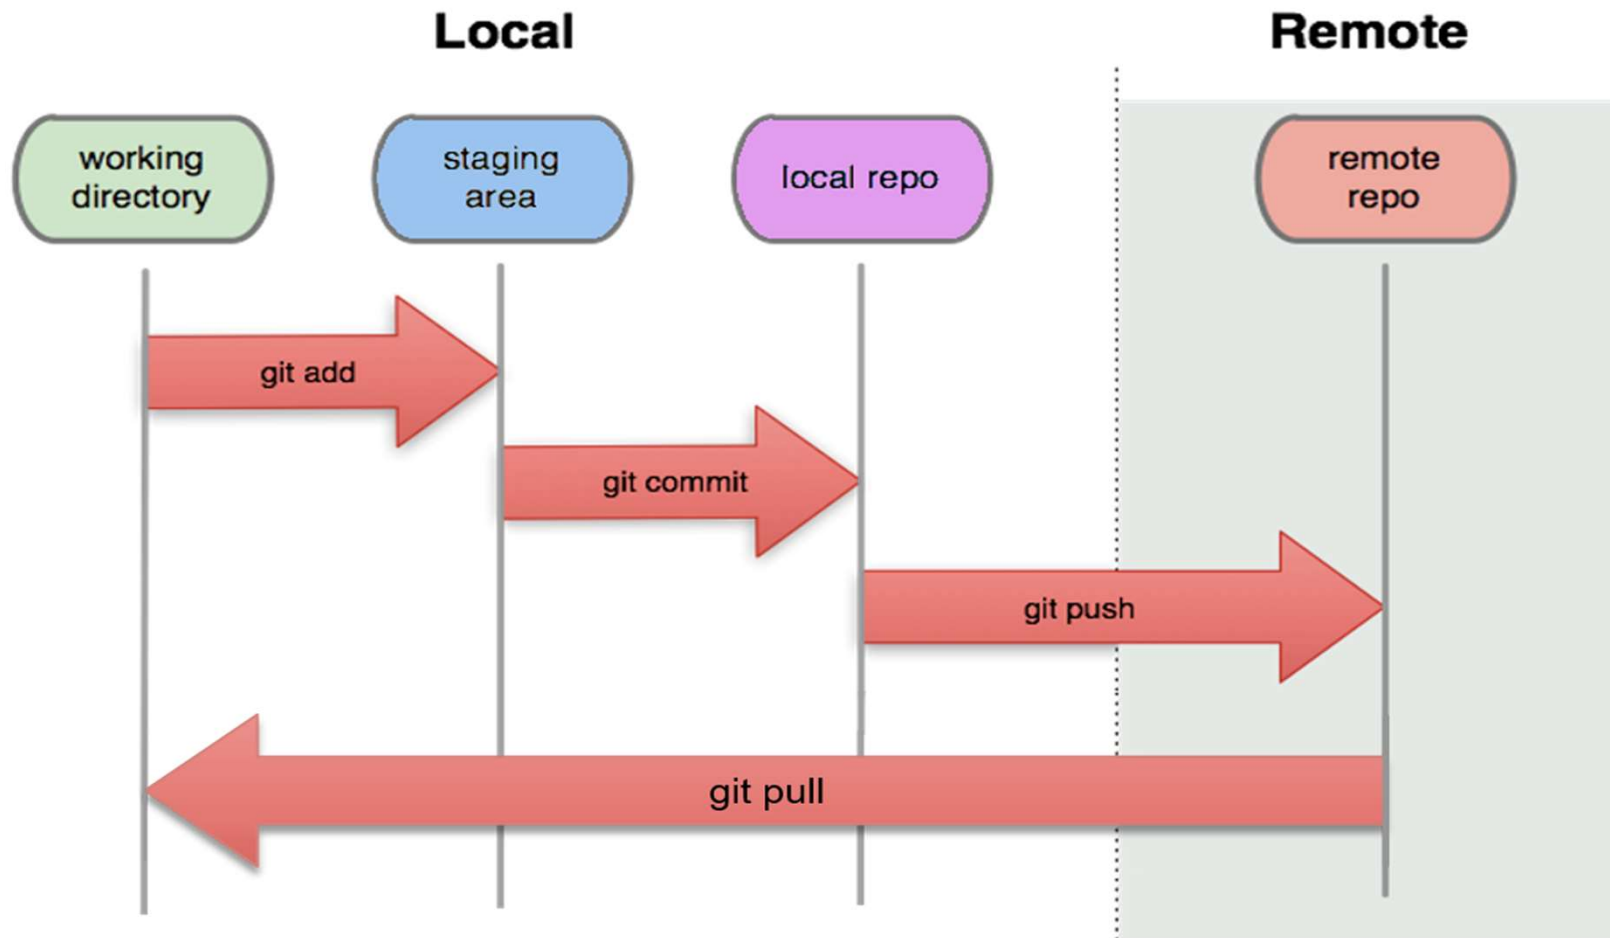 Local
Remote
working
directory
staging
area
local repo
remote
repo
git add
git commit
git push
git pull